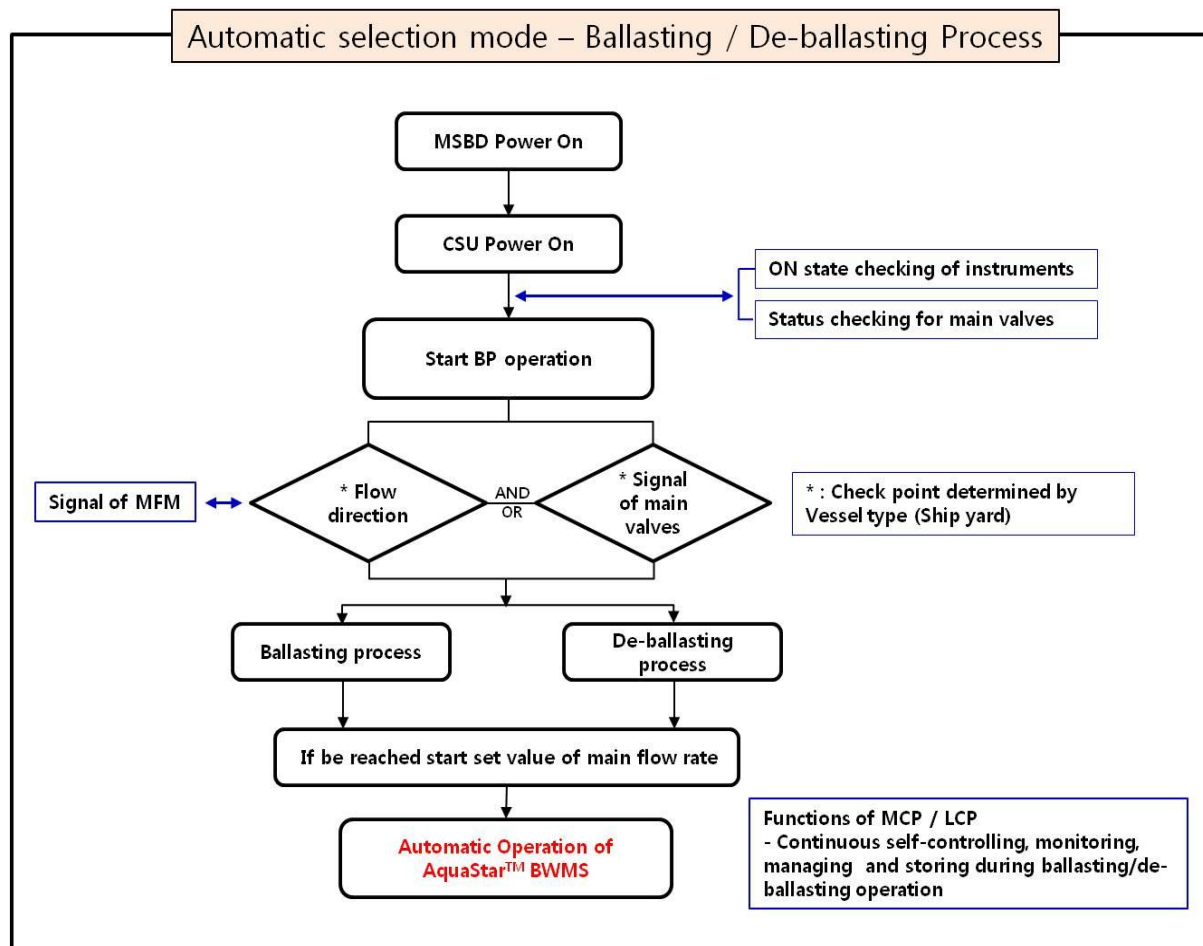 Automatic selection mode – Ballasting / De-ballasting Process
MSBD Power On
CSU Power On
ON state checking of instruments
Status checking for main valves
Start BP operation
Signal of MFM
* Flow
direction
AND
OR
* Signal
of main
valves
* : Check point determined by
Vessel type (Ship yard)
Ballasting process
De-ballasting
process
If be reached start set value of main flow rate
Automatic Operation of
AquaStar™ BWMS
Functions of MCP / LCP
- Continuous self-controlling, monitoring,
managing and storing during ballasting/de-
ballasting operation